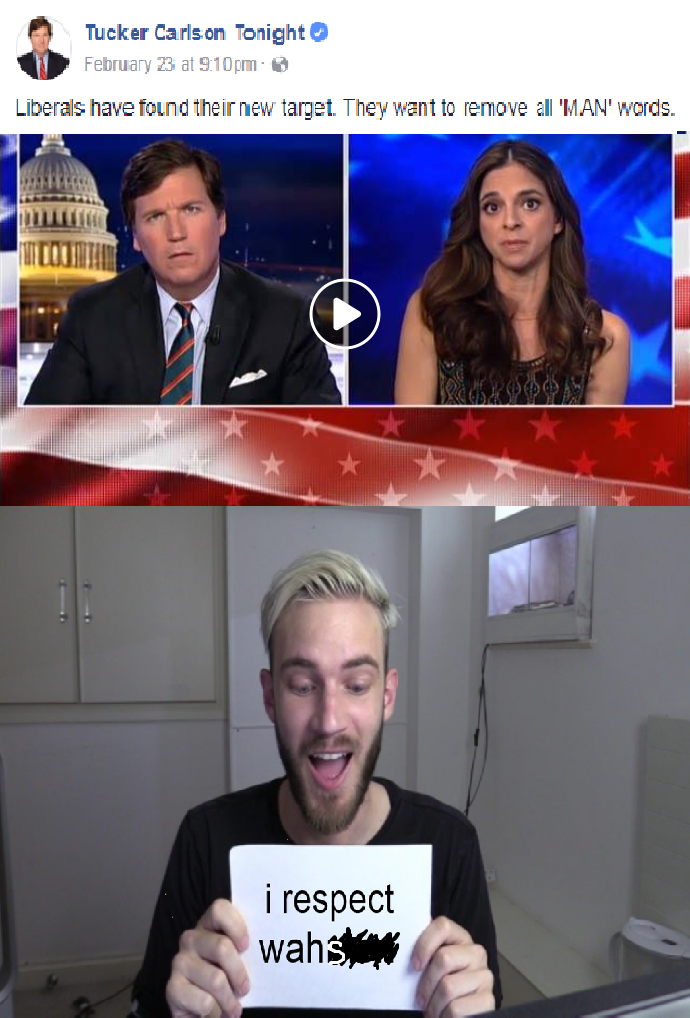 Tucker Carlson Tonight
February 23 at 9:10pm ·
Liberals have found their new target. They want to remove all 'MAN' words.
i respect
wahs